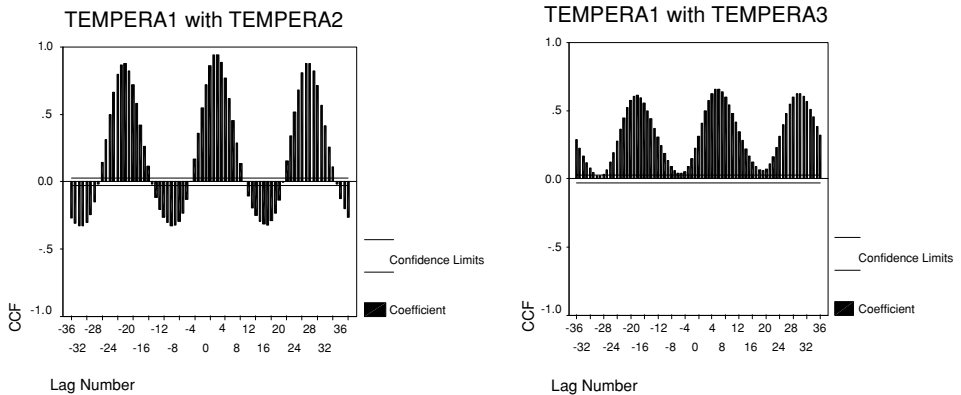 TEMPERA1 with TEMPERA2
1.0
.5
0.0
-.5
-1.0
CCF
-36 -28 -20 -12 -4 4 12 20 28 36
-32 -24 -16 -8 0 8 16 24 32
Lag Number
Confidence Limits
Coefficient
TEMPERA1 with TEMPERA3
1.0
.5
0.0
-.5
-1.0
CCF
-36 -28 -20 -12 -4 4 12 20 28 36
-32 -24 -16 -8 0 8 16 24 32
Lag Number
Confidence Limits
Coefficient